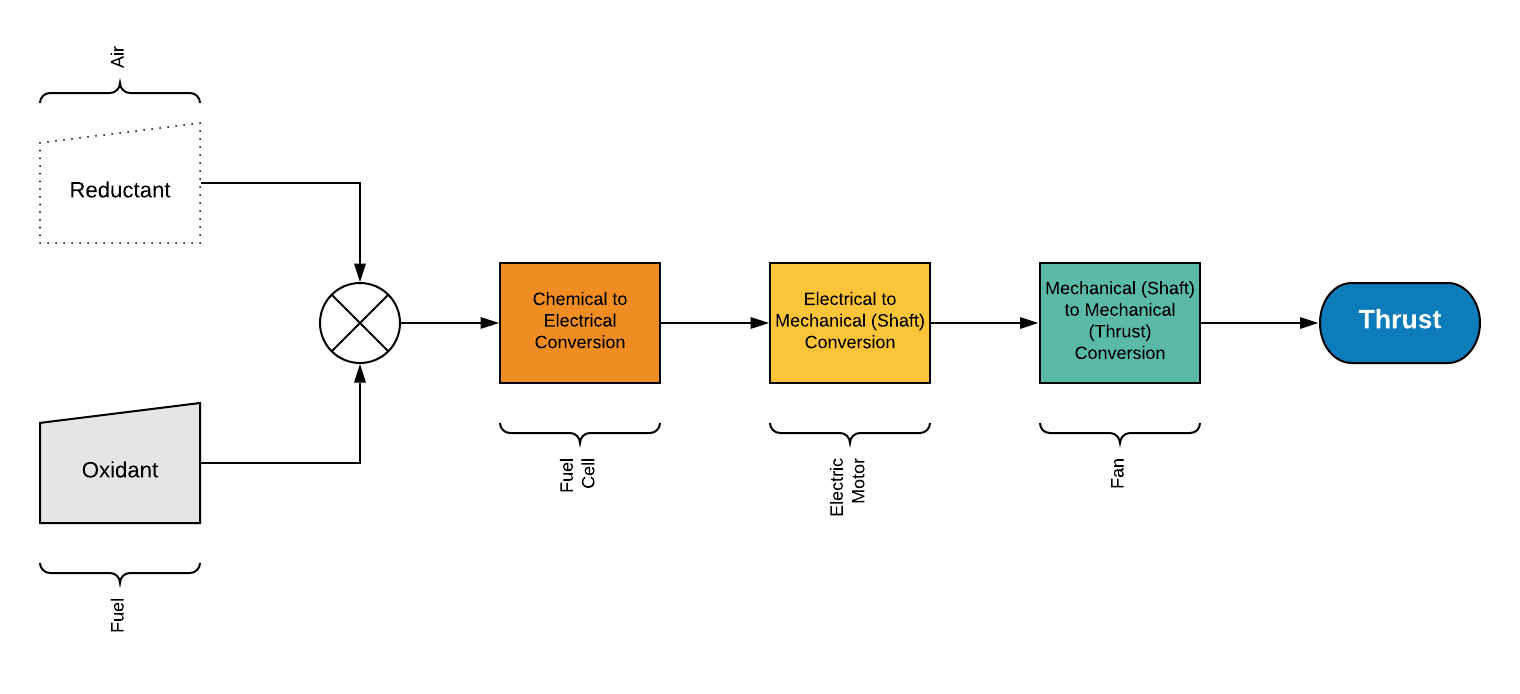 Air
Reductant
Oxidant
Fuel
Chemical to
Electrical
Conversion
Fuel
Cell
Electrical to
Mechanical (Shaft)
Conversion
Electric
Motor
Mechanical (Shaft)
to Mechanical
(Thrust)
Conversion
Fan
Thrust